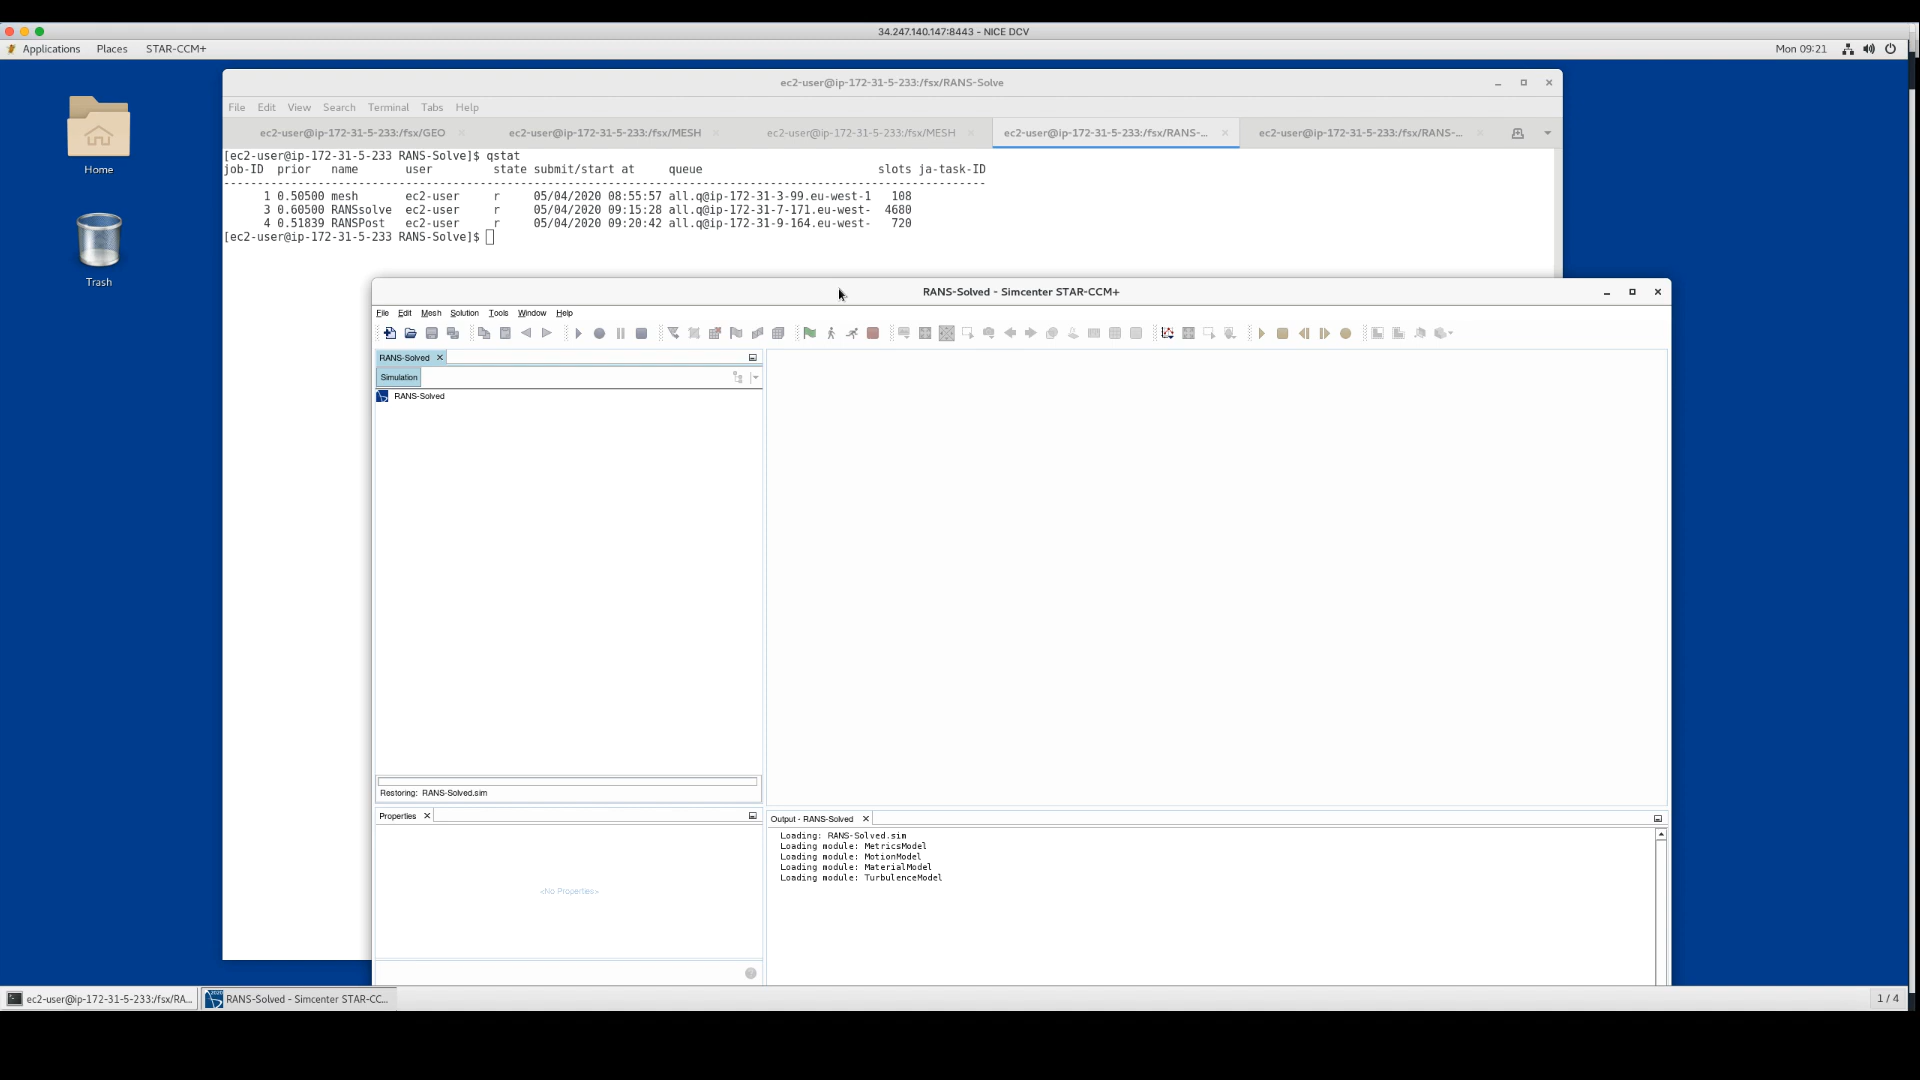 34.247.140.147:8443 - NICE DCV
Applications Places STAR-CCM+ Mon 09:21
Home
Trash
ec2-user@ip-172-31-5-233:/fsx/RANS-Solve
File Edit View Search Terminal Tabs Help
ec2-user@ip-172-31-5-233:/fsx/GEO ec2-user@ip-172-31-5-233:/fsx/MESH ec2-user@ip-172-31-5-233:/fsx/MESH ec2-user@ip-172-31-5-233:/fsx/RANS-... ec2-user@ip-172-31-5-233:/fsx/RANS-...
[ec2-user@ip-172-31-5-233 RANS-Solve]$ qstat
job-ID prior name user state submit/start at queue slots ja-task-ID
-----------------------------------------------------------------------------------------------------------------
1 0.50500 mesh ec2-user r 05/04/2020 08:55:57 all.q@ip-172-31-3-99.eu-west-1 108
3 0.60500 RANSsolve ec2-user r 05/04/2020 09:15:28 all.q@ip-172-31-7-171.eu-west- 4680
4 0.51839 RANSPost ec2-user r 05/04/2020 09:20:42 all.q@ip-172-31-9-164.eu-west- 720
[ec2-user@ip-172-31-5-233 RANS-Solve]$
RANS-Solved - Simcenter STAR-CCM+
File Edit Mesh Solution Tools Window Help
RANS-Solved
Simulation
RANS-Solved
Restoring: RANS-Solved.sim
Properties
<No Properties>
Output - RANS-Solved
Loading: RANS-Solved.sim
Loading module: MetricsModel
Loading module: MotionModel
Loading module: MaterialModel
Loading module: TurbulenceModel
ec2-user@ip-172-31-5-233:/fsx/RA... RANS-Solved - Simcenter STAR-CC... 1 / 4